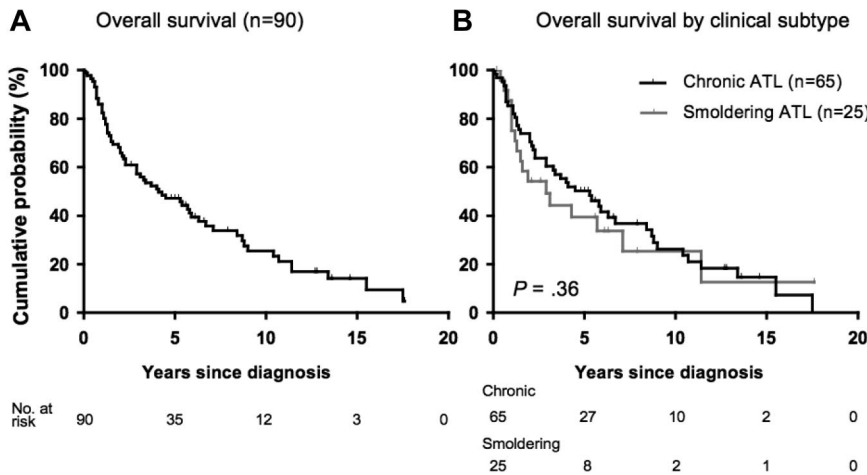 A Overall survival (n=90)
Cumulative probability (%)
100
80
60
40
20
0
0 5 10 15 20
Years since diagnosis
No. at
risk 90 35 12 3 0
B Overall survival by clinical subtype
100
80
60
40
20
0
Chronic ATL (n=65)
Smoldering ATL (n=25)
P = .36
0 5 10 15 20
Years since diagnosis
Chronic
65 27 10 2 0
Smoldering
25 8 2 1 0